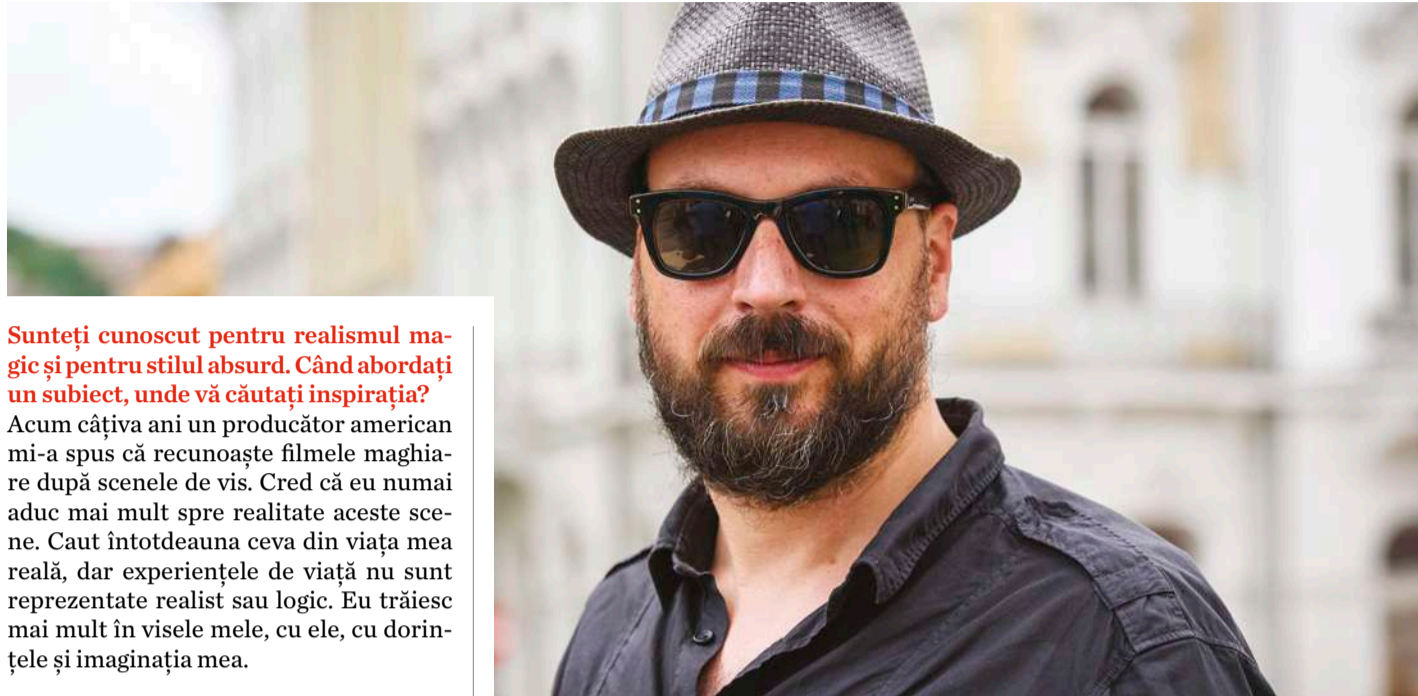 Sunteți cunoscut pentru realismul ma-
gic și pentru stilul absurd. Când abordați
un subiect, unde vă căutați inspirația?
Acum câțiva ani un producător american
mi-a spus că recunoaște filmele maghia-
re după scenele de vis. Cred că eu numai
aduc mai mult spre realitate aceste sce-
ne. Caut întotdeauna ceva din viața mea
reală, dar experiențele de viață nu sunt
reprezentate realist sau logic. Eu trăiesc
mai mult în visele mele, cu ele, cu dorin-
țele și imaginația mea.